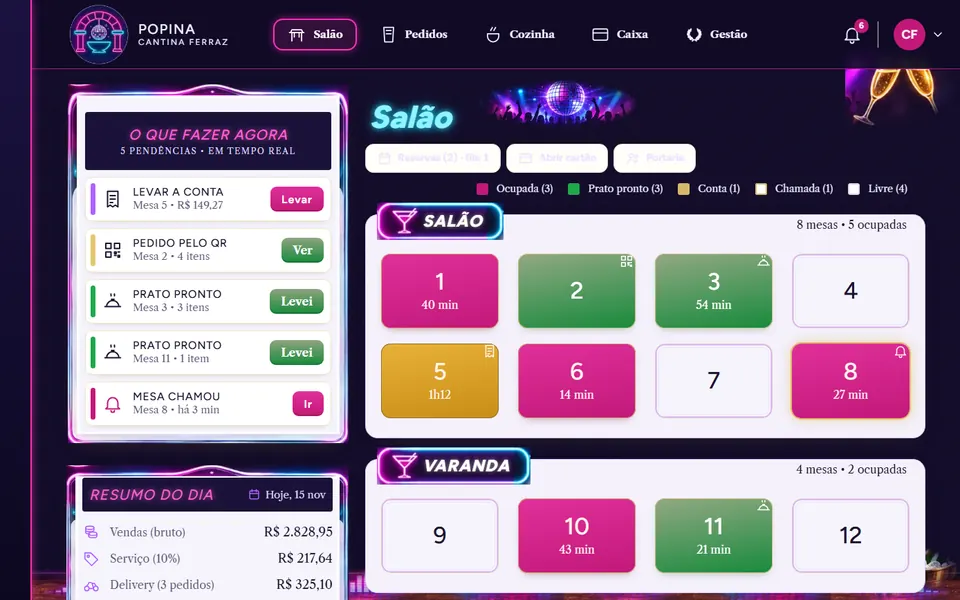 POPINA
CANTINA FERRAZ
Salão
Pedidos
Cozinha
Caixa
Gestão
6
CF
O QUE FAZER AGORA
5 PENDÊNCIAS • EM TEMPO REAL
LEVAR A CONTA
Mesa 5 • R$ 149,27
Levar
PEDIDO PELO QR
Mesa 2 • 4 itens
Ver
PRATO PRONTO
Mesa 3 • 3 itens
Levei
PRATO PRONTO
Mesa 11 • 1 item
Levei
MESA CHAMOU
Mesa 8 • há 3 min
Ir
RESUMO DO DIA
Hoje, 15 nov
Vendas (bruto) R$ 2.828,95
Serviço (10%) R$ 217,64
Delivery (3 pedidos) R$ 325,10
Salão
Reservas (2)
Abrir cartão
Portaria
Ocupada (3)
Prato pronto (3)
Conta (1)
Chamada (1)
Livre (4)
SALÃO
8 mesas • 5 ocupadas
1
40 min
2
3
54 min
4
5
1h12
6
14 min
7
8
27 min
VARANDA
4 mesas • 2 ocupadas
9
10
43 min
11
21 min
12